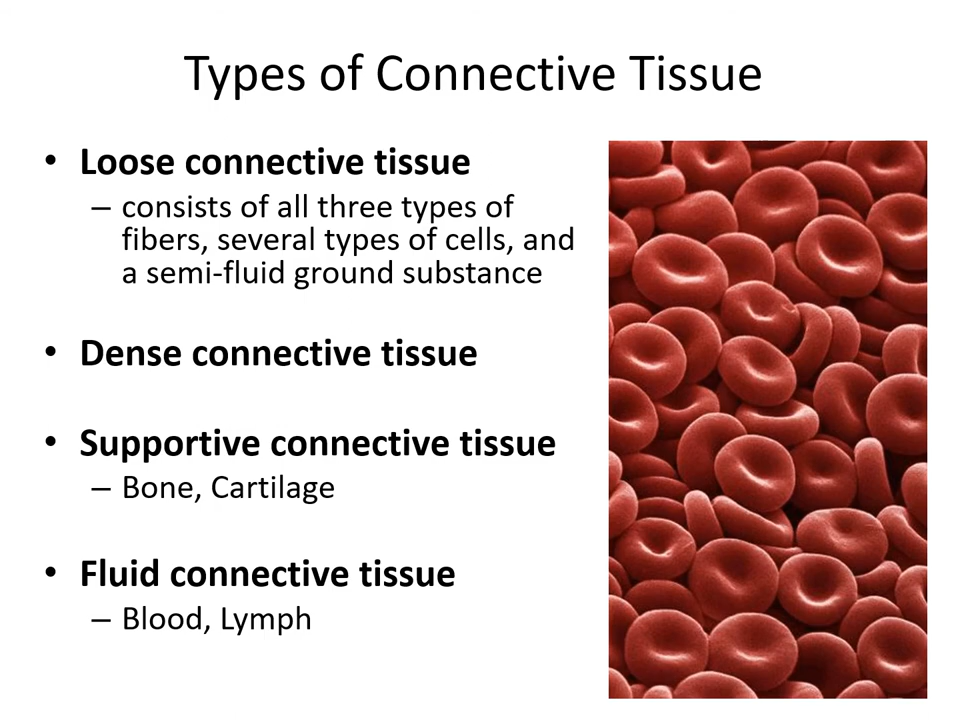 Types of Connective Tissue
• Loose connective tissue
– consists of all three types of
fibers, several types of cells, and
a semi-fluid ground substance
• Dense connective tissue
• Supportive connective tissue
– Bone, Cartilage
• Fluid connective tissue
– Blood, Lymph